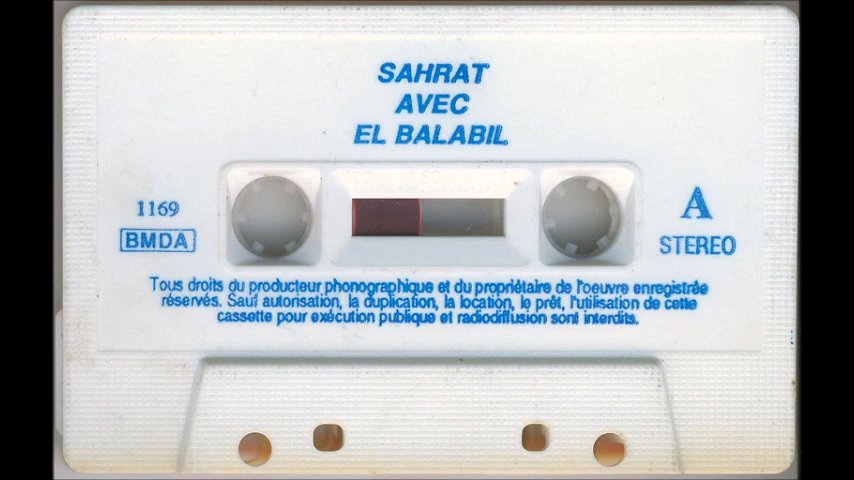 SAHRAT
AVEC
EL BALABIL
1169
BMDA
A
STEREO
Tous droits du producteur phonographique et du propriétaire de l'oeuvre enregistrée
réservés. Sauf autorisation, la duplication, la location, le prêt, l'utilisation de cette
cassette pour exécution publique et radiodiffusion sont interdits.